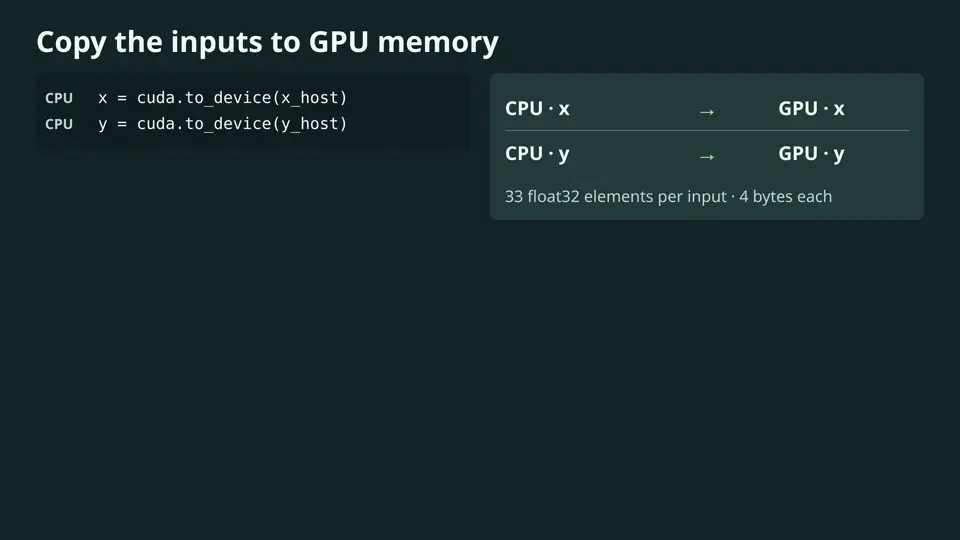 Copy the inputs to GPU memory
CPU x = cuda.to_device(x_host)
CPU y = cuda.to_device(y_host)
CPU · x → GPU · x
CPU · y → GPU · y
33 float32 elements per input · 4 bytes each